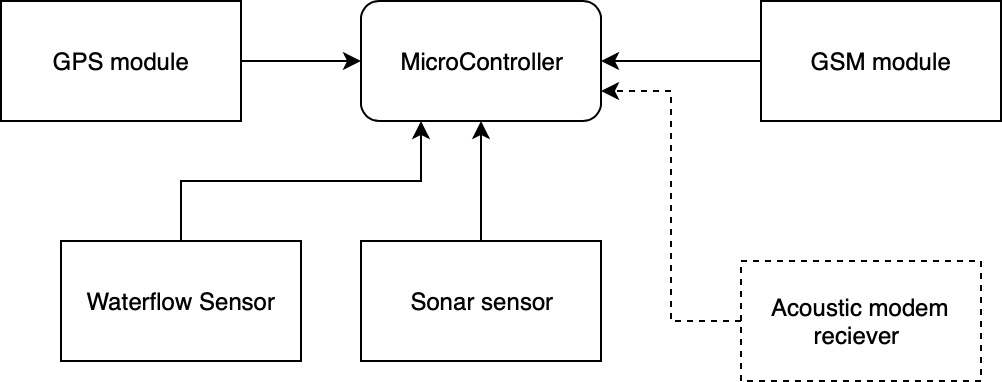 GPS module
MicroController
GSM module
Waterflow Sensor
Sonar sensor
Acoustic modem
reciever